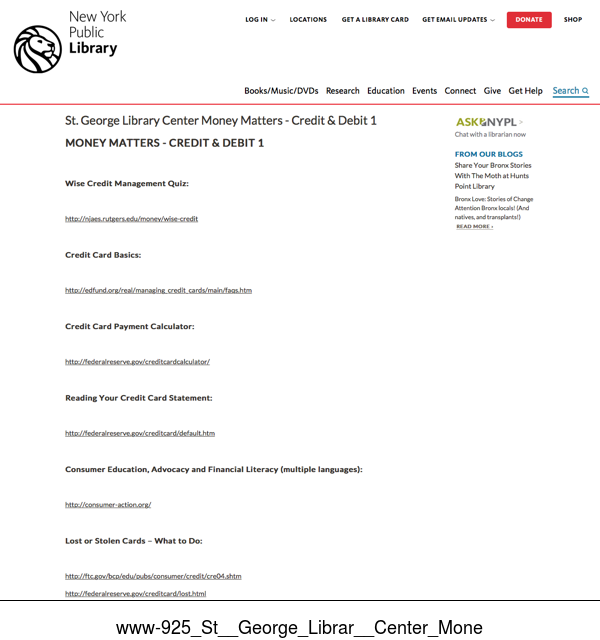 New York
Public
Library
LOG IN
LOCATIONS
GET A LIBRARY CARD
GET EMAIL UPDATES
DONATE
SHOP
Books/Music/DVDs Research Education Events Connect Give Get Help Search
St. George Library Center Money Matters - Credit & Debit 1
MONEY MATTERS - CREDIT & DEBIT 1
Wise Credit Management Quiz:
http://njaes.rutgers.edu/money/wise-credit
Credit Card Basics:
http://edfund.org/real/managing_credit_cards/main/faqs.htm
Credit Card Payment Calculator:
http://federalreserve.gov/creditcardcalculator/
Reading Your Credit Card Statement:
http://federalreserve.gov/creditcard/default.htm
Consumer Education, Advocacy and Financial Literacy (multiple languages):
http://consumer-action.org/
Lost or Stolen Cards – What to Do:
http://ftc.gov/bcp/edu/pubs/consumer/credit/cre04.shtm
http://federalreserve.gov/creditcard/lost.html
ASK NYPL >
Chat with a librarian now
FROM OUR BLOGS
Share Your Bronx Stories
With The Moth at Hunts
Point Library
Bronx Love: Stories of Change
Attention Bronx locals! (And
natives, and transplants!)
READ MORE ›
www-925_St__George_Librar__Center_Mone